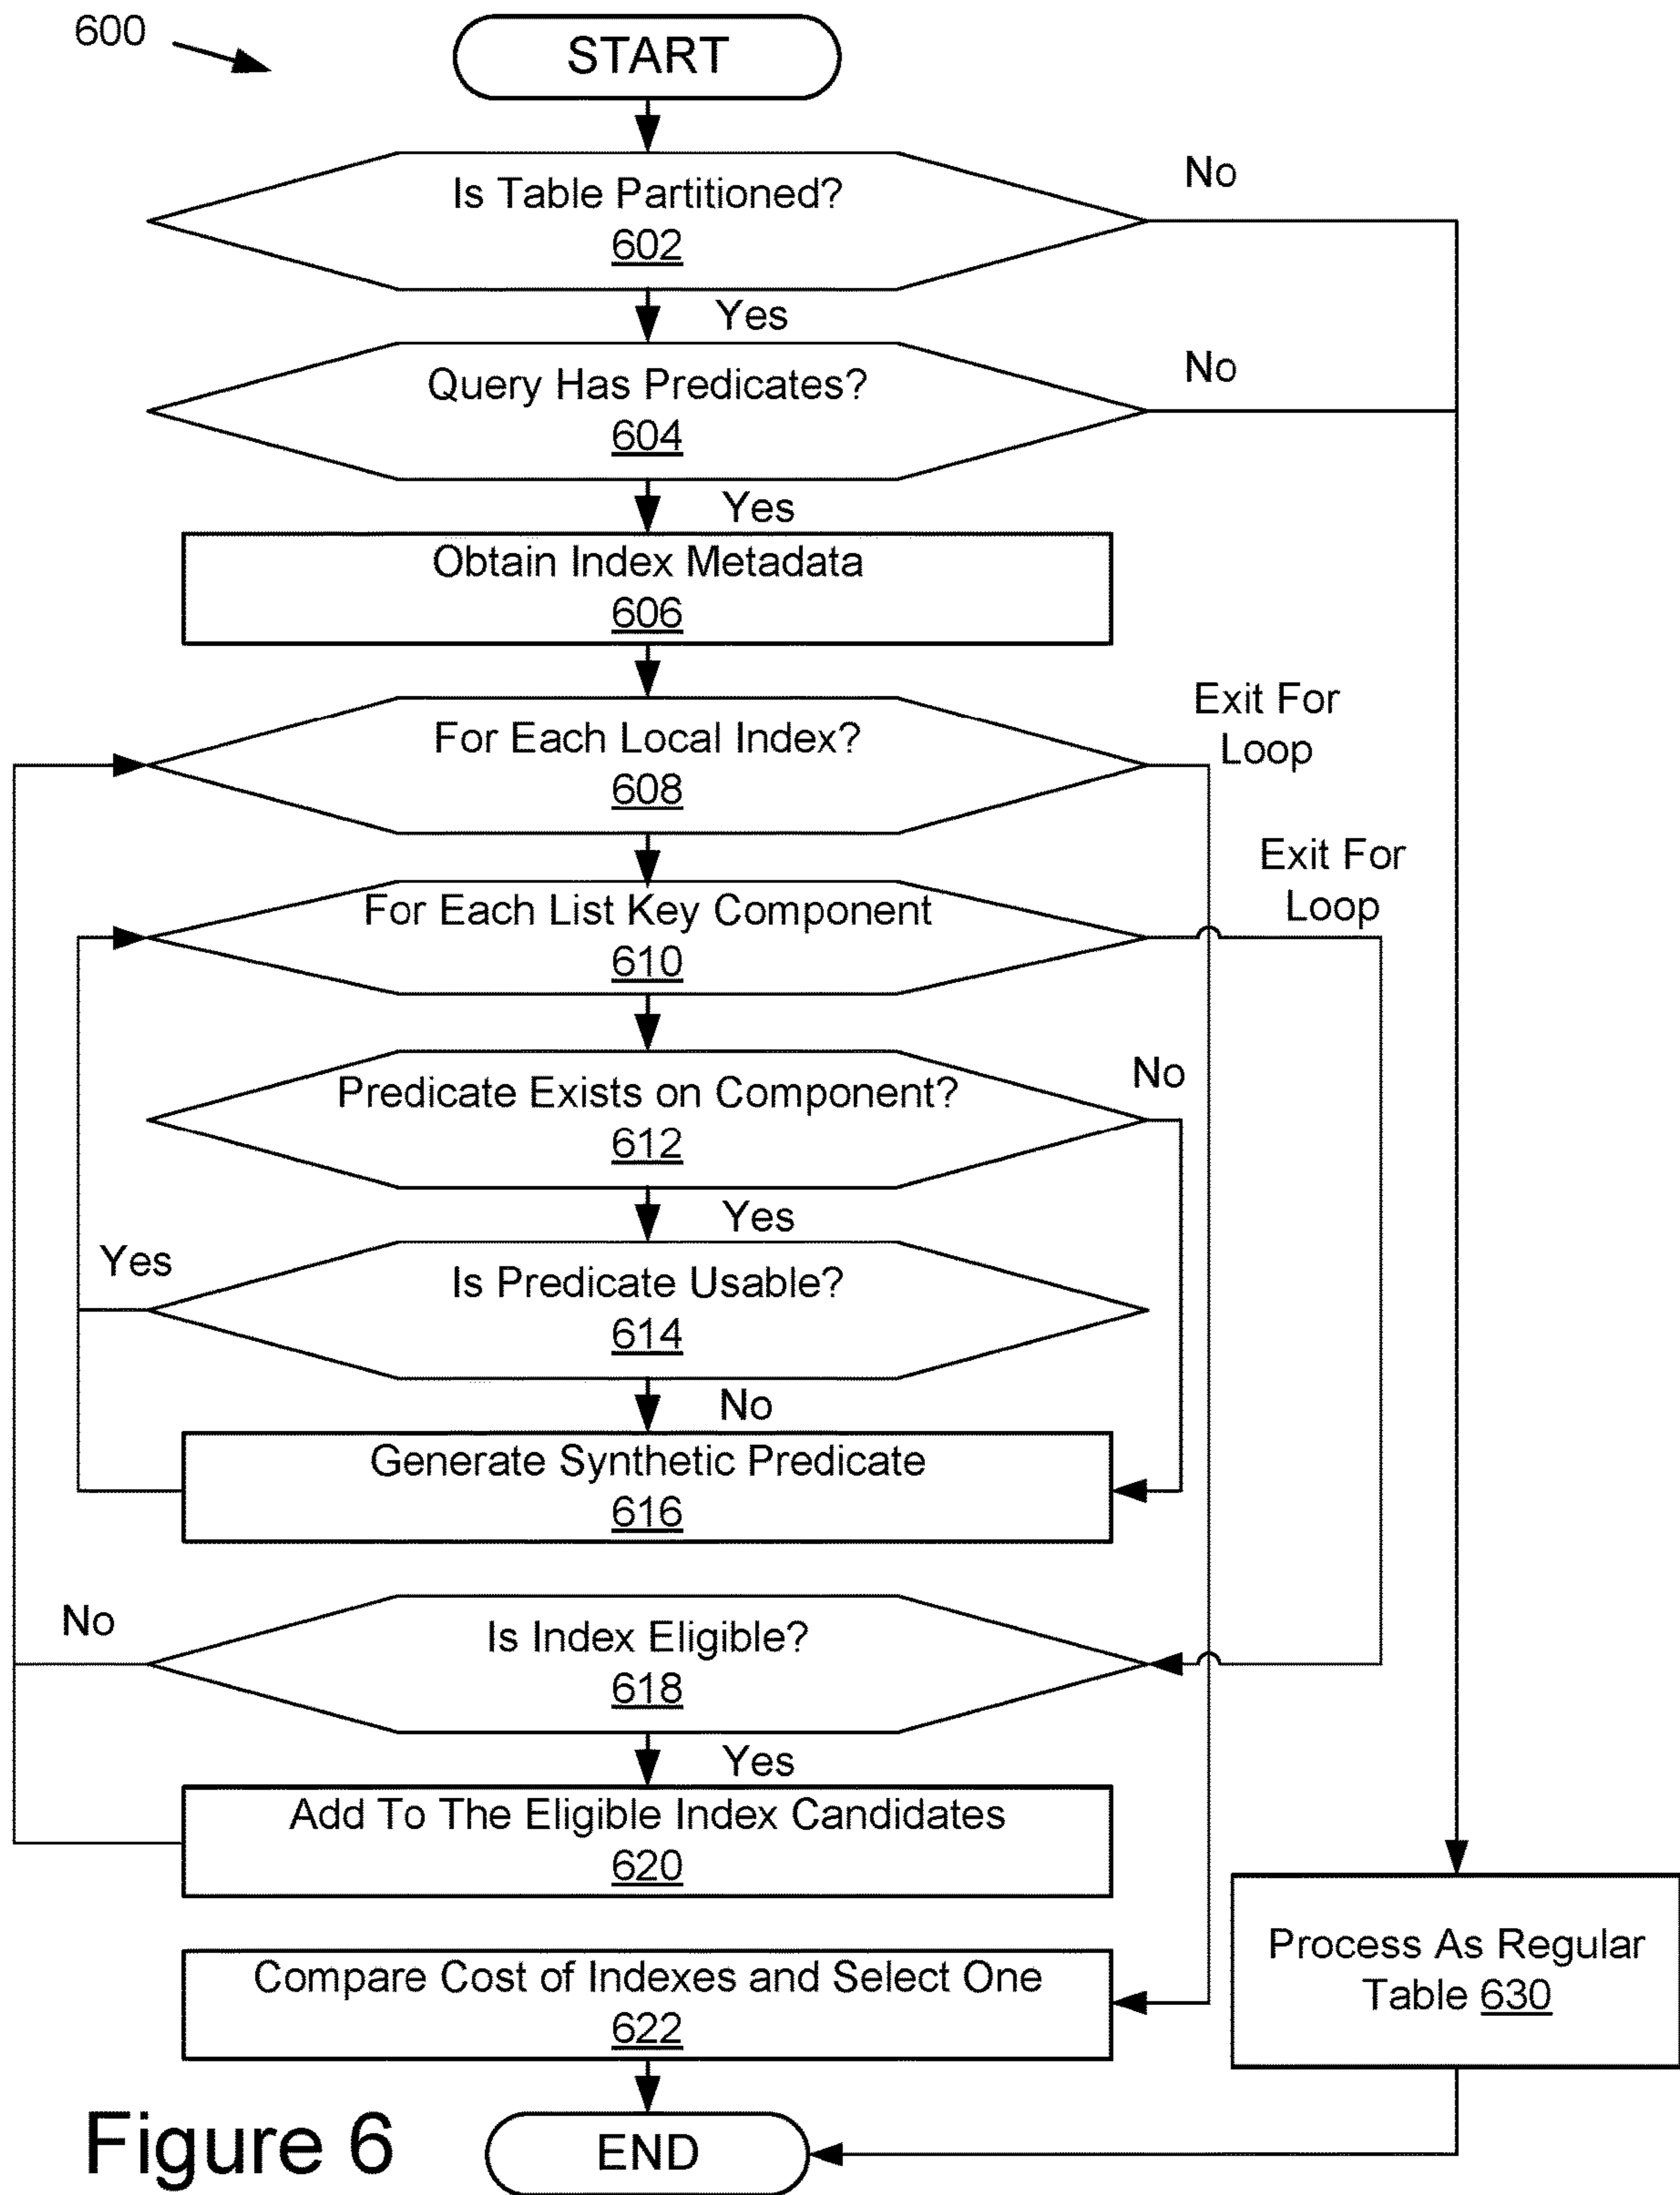 600
START
Is Table Partitioned?
602
No
Yes
Query Has Predicates?
604
No
Yes
Obtain Index Metadata
606
For Each Local Index?
608
Exit For
Loop
For Each List Key Component
610
Exit For
Loop
Predicate Exists on Component?
612
No
Yes
Is Predicate Usable?
614
Yes
No
Generate Synthetic Predicate
616
Is Index Eligible?
618
No
Yes
Add To The Eligible Index Candidates
620
Compare Cost of Indexes and Select One
622
Process As Regular
Table 630
END
Figure 6